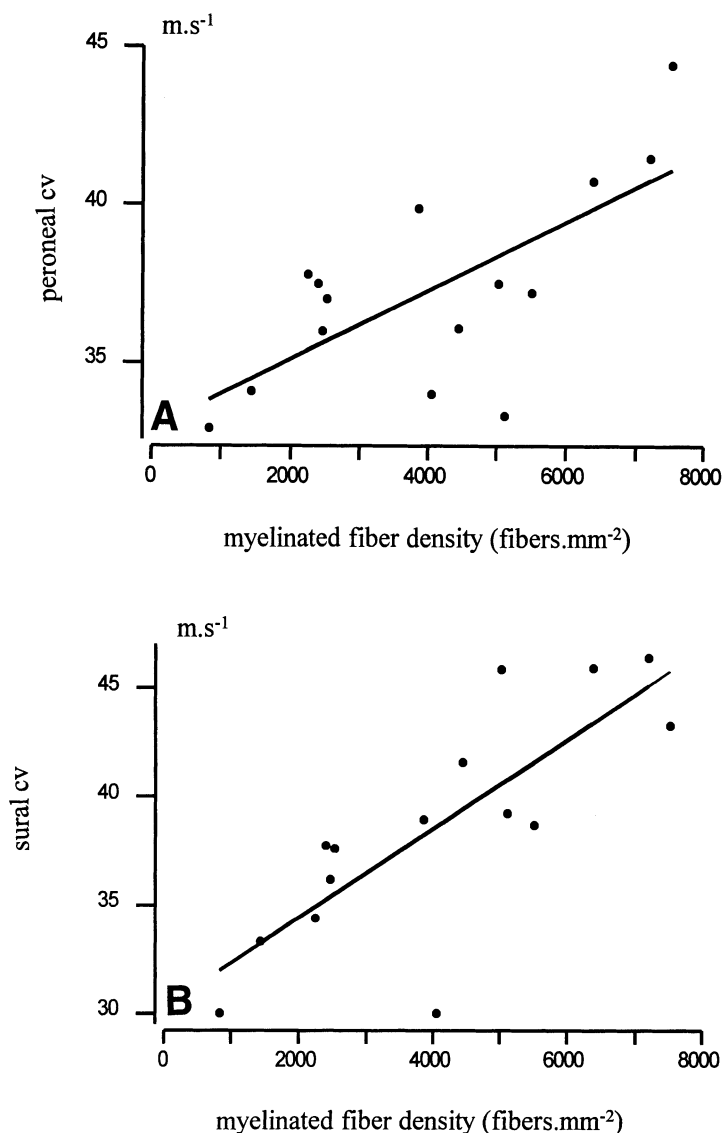 m.s⁻¹
45
40
35
peroneal cv
A
0 2000 4000 6000 8000
myelinated fiber density (fibers.mm⁻²)
m.s⁻¹
45
40
35
30
sural cv
B
0 2000 4000 6000 8000
myelinated fiber density (fibers.mm⁻²)